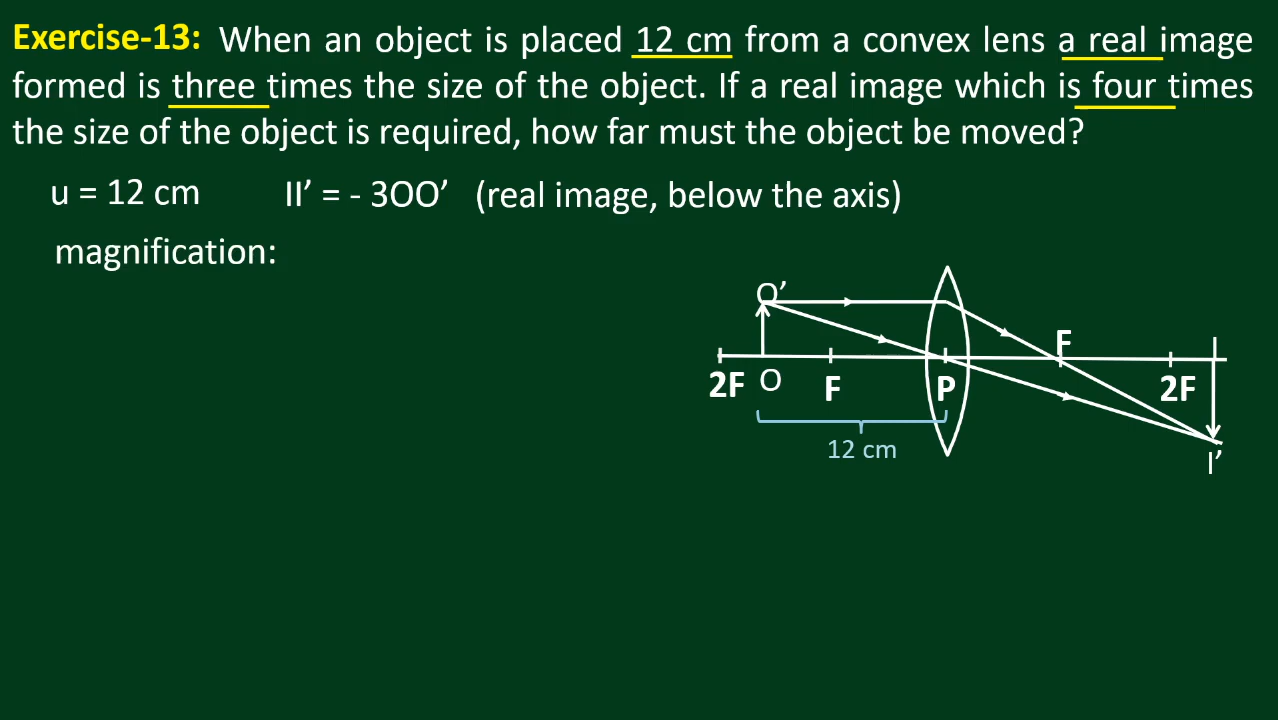 Exercise-13: When an object is placed 12 cm from a convex lens a real image
formed is three times the size of the object. If a real image which is four times
the size of the object is required, how far must the object be moved?
u = 12 cm II’ = - 3OO’ (real image, below the axis)
magnification:
O’
F
I
2F O F P 2F
12 cm
I’